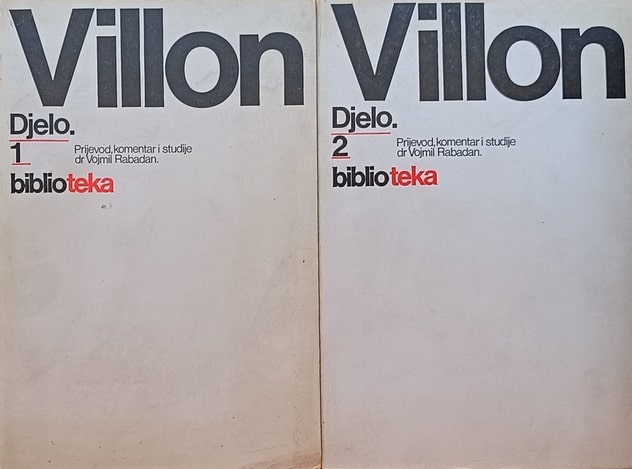 Villon
Djelo.
1
Prijevod, komentar i studije
dr Vojmil Rabadan.
biblioteka
Villon
Djelo.
2
Prijevod, komentar i studije
dr Vojmil Rabadan.
biblioteka